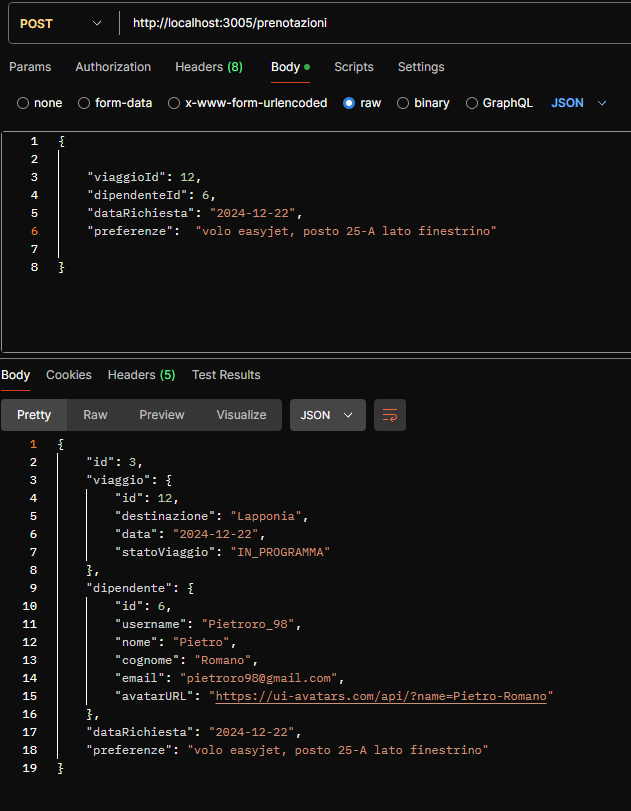 POST http://localhost:3005/prenotazioni
Params Authorization Headers (8) Body Scripts Settings
none form-data x-www-form-urlencoded raw binary GraphQL JSON
1 {
2
3 "viaggioId": 12,
4 "dipendenteId": 6,
5 "dataRichiesta": "2024-12-22",
6 "preferenze":  "volo easyjet, posto 25-A lato finestrino"
7
8 }
Body Cookies Headers (5) Test Results
Pretty Raw Preview Visualize JSON
1 {
2 "id": 3,
3 "viaggio": {
4 "id": 12,
5 "destinazione": "Lapponia",
6 "data": "2024-12-22",
7 "statoViaggio": "IN_PROGRAMMA"
8 },
9 "dipendente": {
10 "id": 6,
11 "username": "Pietroro_98",
12 "nome": "Pietro",
13 "cognome": "Romano",
14 "email": "pietroro98@gmail.com",
15 "avatarURL": "https://ui-avatars.com/api/?name=Pietro-Romano"
16 },
17 "dataRichiesta": "2024-12-22",
18 "preferenze": "volo easyjet, posto 25-A lato finestrino"
19 }